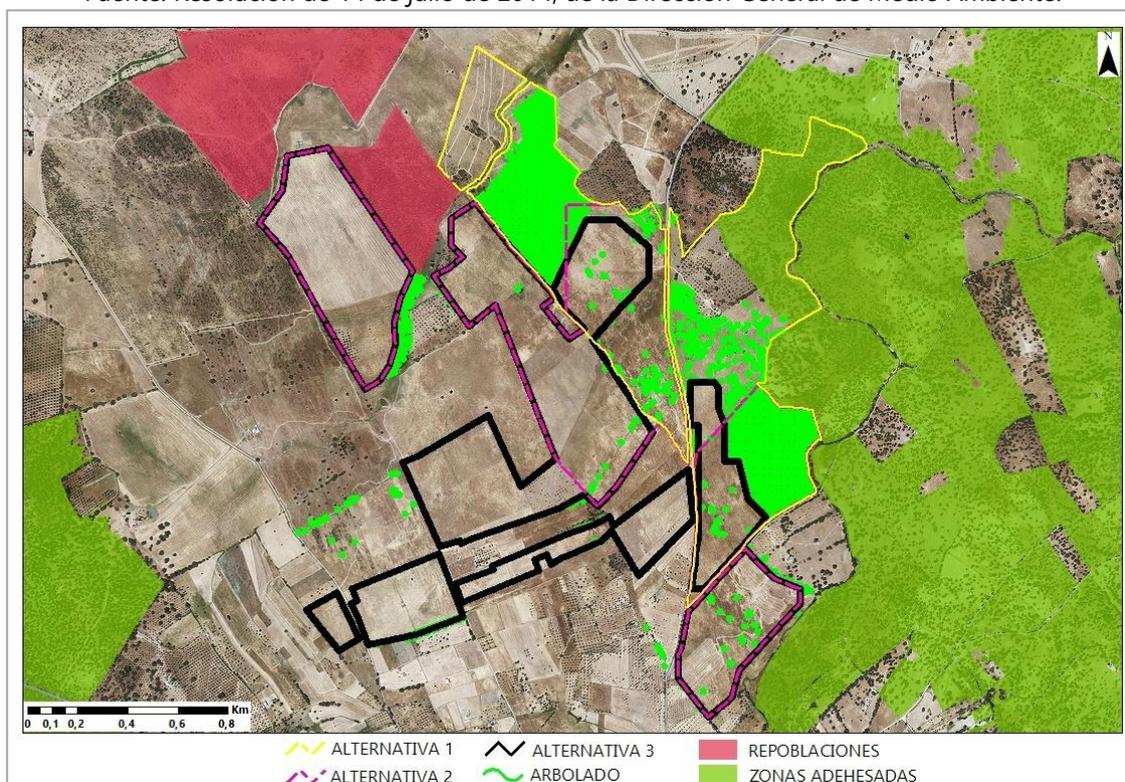 Fuente: Resolución de 14 de julio de 2014, de la Dirección General de Medio Ambiente.
N
Km
0 0,1 0,2 0,4 0,6 0,8
ALTERNATIVA 1 ALTERNATIVA 3 REPOBLACIONES
ALTERNATIVA 2 ARBOLADO ZONAS ADEHESADAS